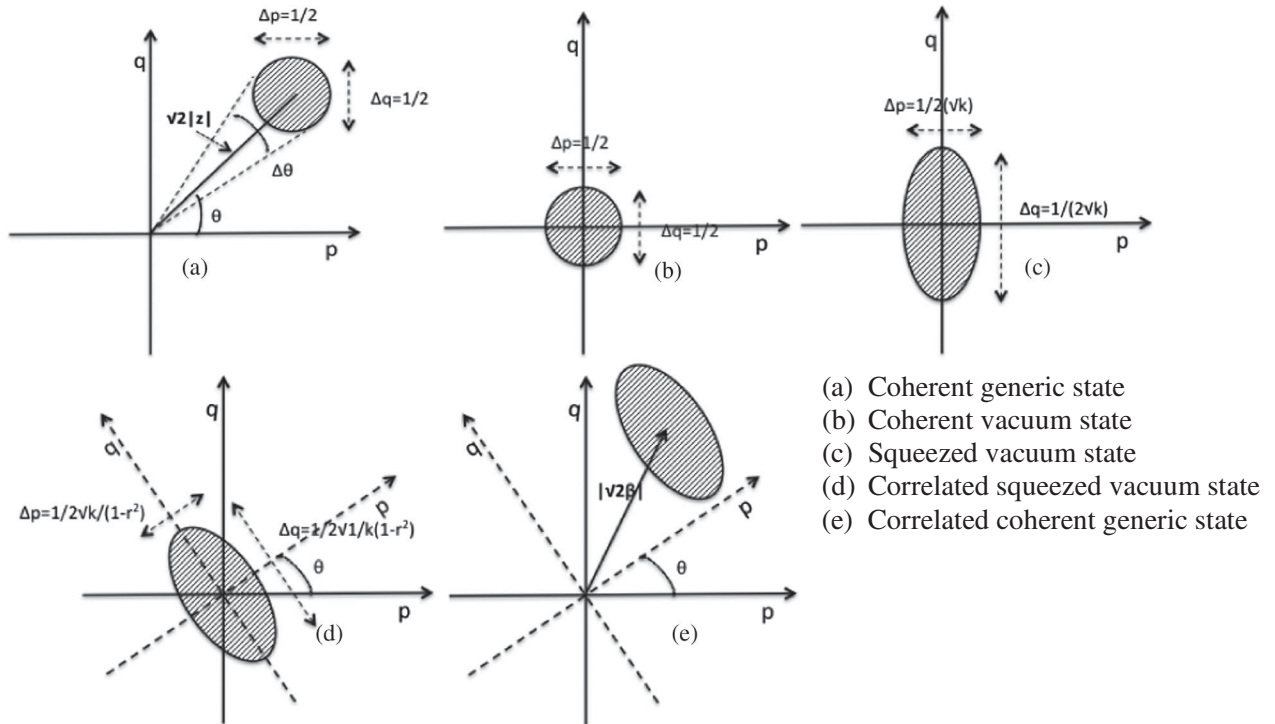 Δp=1/2
q
Δq=1/2
√2|z|
Δθ
θ
p
(a)
q
Δp=1/2
Δq=1/2
p
(b)
q
Δp=1/2(√k)
Δq=1/(2√k)
p
(c)
q
q
Δp=1/2√k/(1-r²)
Δq=1/2√1/k(1-r²)
p
θ
p
(d)
q
q
|√2β|
p
θ
p
(e)
(a) Coherent generic state
(b) Coherent vacuum state
(c) Squeezed vacuum state
(d) Correlated squeezed vacuum state
(e) Correlated coherent generic state